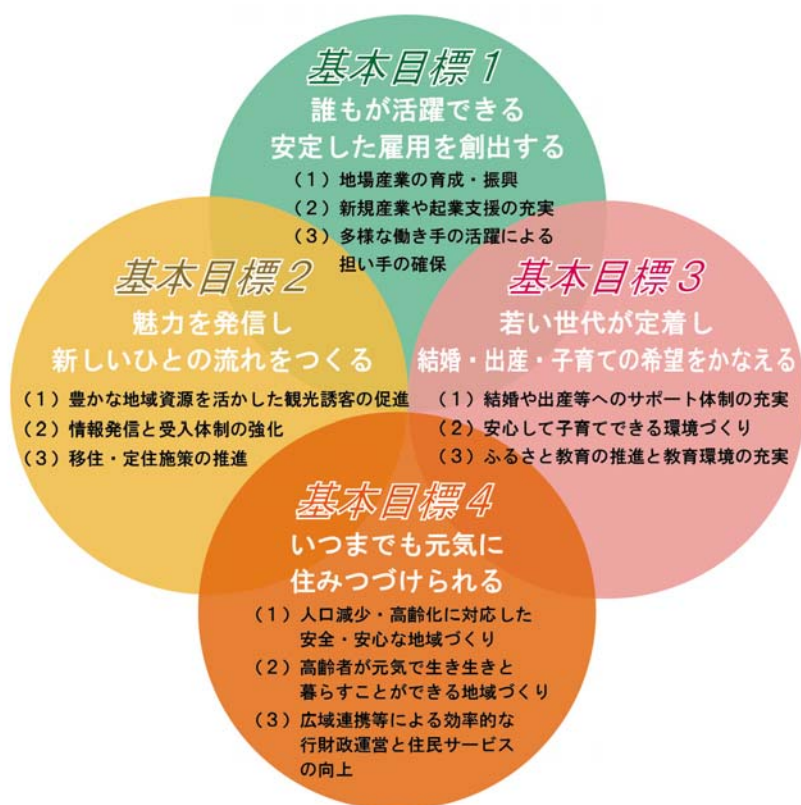 基本目標1
誰もが活躍できる
安定した雇用を創出する
(1)地場産業の育成・振興
(2)新規産業や起業支援の充実
(3)多様な働き手の活躍による
担い手の確保
基本目標2
魅力を発信し
新しいひとの流れをつくる
(1)豊かな地域資源を活かした観光誘客の促進
(2)情報発信と受入体制の強化
(3)移住・定住施策の推進
基本目標3
若い世代が定着し
結婚・出産・子育ての希望をかなえる
(1)結婚や出産等へのサポート体制の充実
(2)安心して子育てできる環境づくり
(3)ふるさと教育の推進と教育環境の充実
基本目標4
いつまでも元気に
住みつづけられる
(1)人口減少・高齢化に対応した
安全・安心な地域づくり
(2)高齢者が元気で生き生きと
暮らすことができる地域づくり
(3)広域連携等による効率的な
行財政運営と住民サービス
の向上